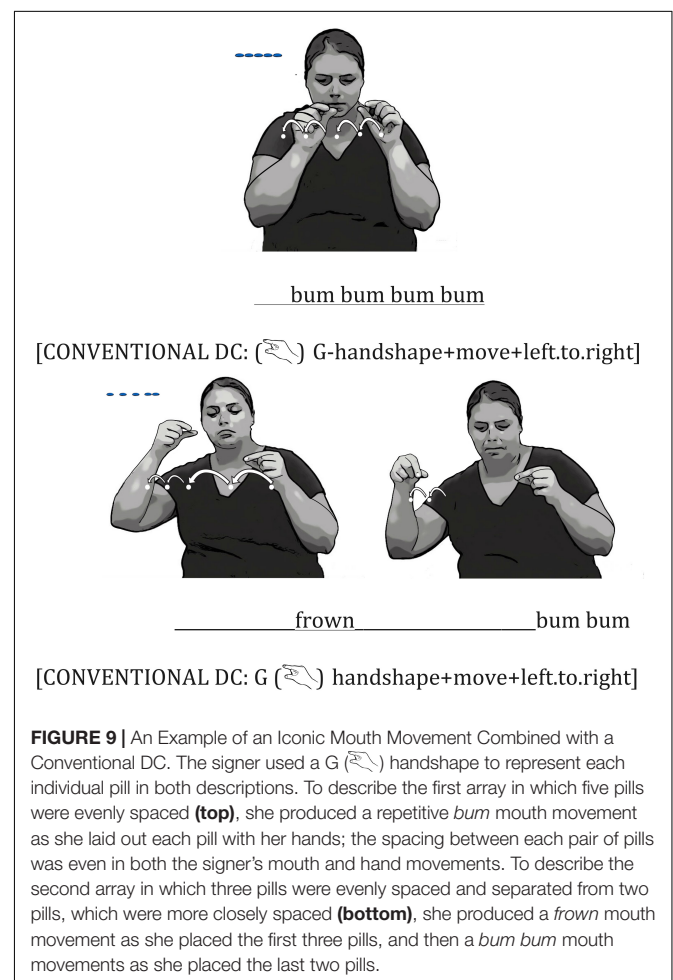 bum bum bum bum
[CONVENTIONAL DC: () G-handshape+move+left.to.right]
frown bum bum
[CONVENTIONAL DC: G () handshape+move+left.to.right]
FIGURE 9 | An Example of an Iconic Mouth Movement Combined with a
Conventional DC. The signer used a G () handshape to represent each
individual pill in both descriptions. To describe the first array in which five pills
were evenly spaced (top), she produced a repetitive bum mouth movement
as she laid out each pill with her hands; the spacing between each pair of pills
was even in both the signer's mouth and hand movements. To describe the
second array in which three pills were evenly spaced and separated from two
pills, which were more closely spaced (bottom), she produced a frown mouth
movement as she placed the first three pills, and then a bum bum mouth
movements as she placed the last two pills.